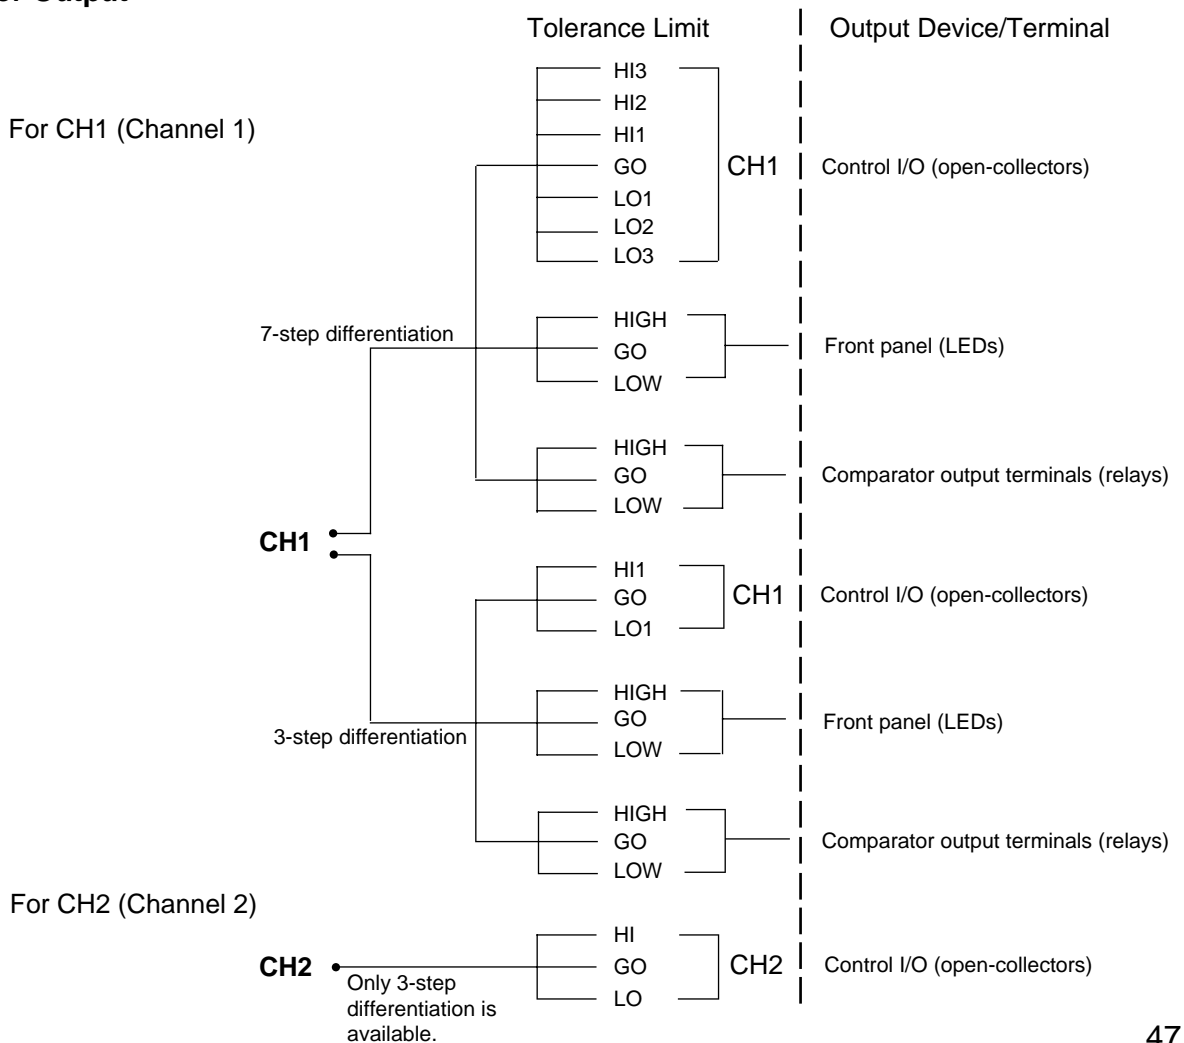 Output
Tolerance Limit
Output Device/Terminal
For CH1 (Channel 1)
HI3
HI2
HI1
GO
LO1
LO2
LO3
CH1
Control I/O (open-collectors)
7-step differentiation
HIGH
GO
LOW
Front panel (LEDs)
HIGH
GO
LOW
Comparator output terminals (relays)
CH1
HI1
GO
LO1
CH1
Control I/O (open-collectors)
3-step differentiation
HIGH
GO
LOW
Front panel (LEDs)
HIGH
GO
LOW
Comparator output terminals (relays)
For CH2 (Channel 2)
CH2
Only 3-step
differentiation is
available.
HI
GO
LO
CH2
Control I/O (open-collectors)
47